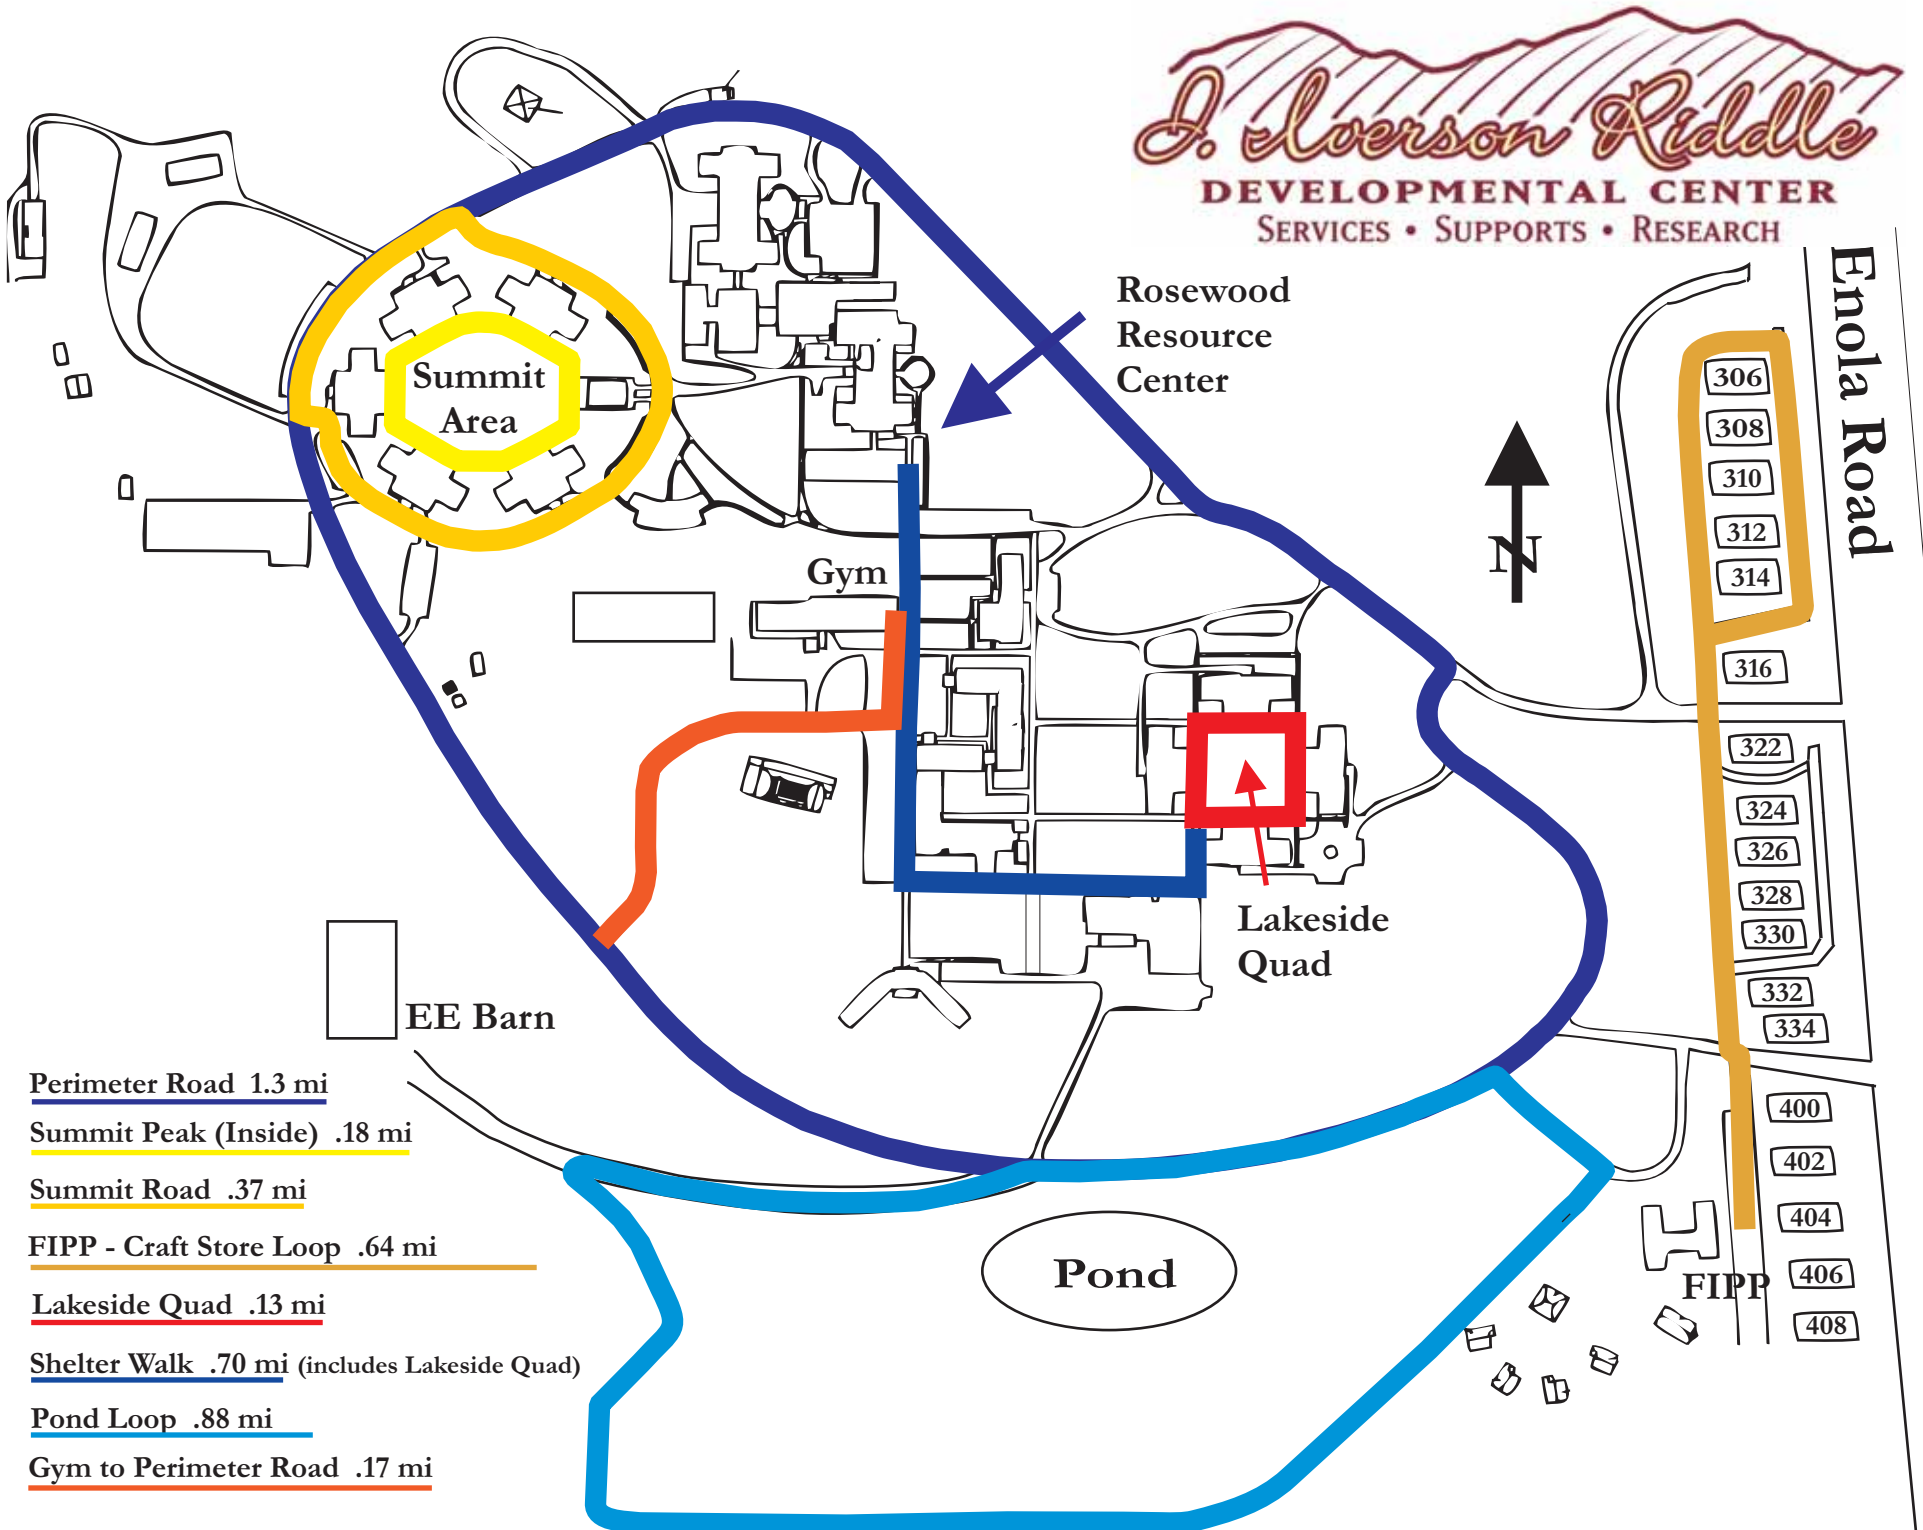 J. Iverson Riddle
DEVELOPMENTAL CENTER
SERVICES • SUPPORTS • RESEARCH
Enola Road
Rosewood
Resource
Center
Summit
Area
Gym
N
306
308
310
312
314
316
322
324
326
328
330
332
334
400
402
404
406
408
Lakeside
Quad
EE Barn
Pond
FIPP
Perimeter Road 1.3 mi
Summit Peak (Inside) .18 mi
Summit Road .37 mi
FIPP - Craft Store Loop .64 mi
Lakeside Quad .13 mi
Shelter Walk .70 mi (includes Lakeside Quad)
Pond Loop .88 mi
Gym to Perimeter Road .17 mi